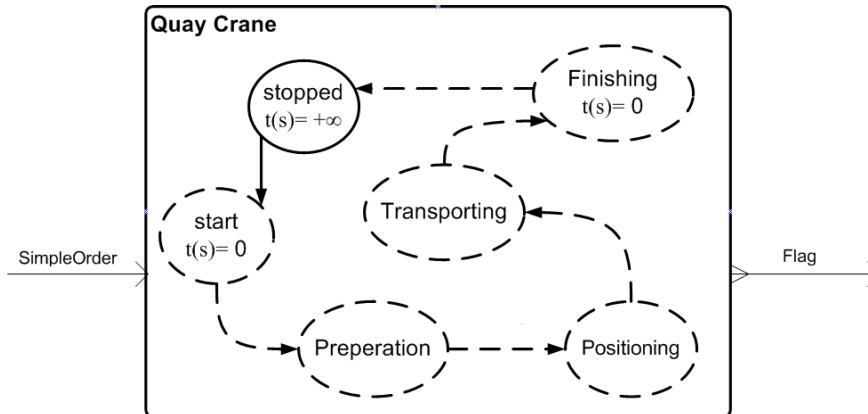 Quay Crane
stopped
t(s)= +∞
Finishing
t(s)= 0
Transporting
start
t(s)= 0
SimpleOrder
Flag
Preperation
Positioning